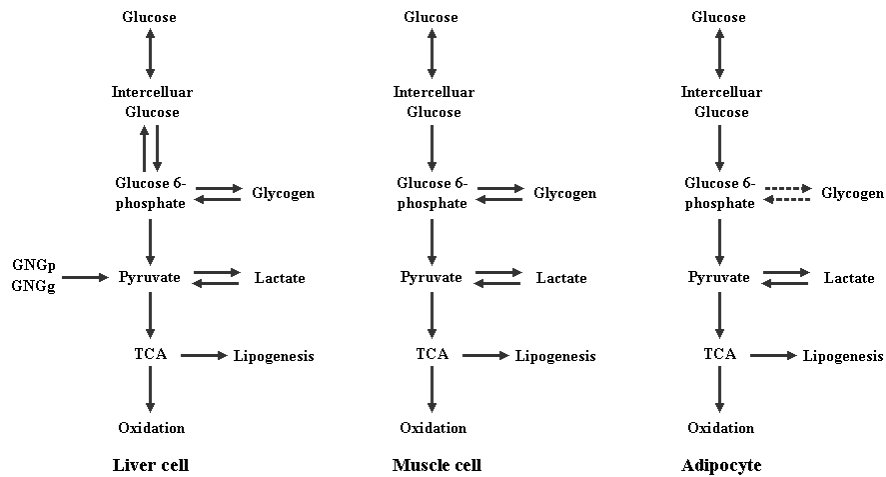 Glucose
Glucose
Glucose
Intercelluar
Glucose
Intercelluar
Glucose
Intercelluar
Glucose
Glucose 6-
phosphate
Glycogen
Glucose 6-
phosphate
Glycogen
Glucose 6-
phosphate
Glycogen
GNGp
GNGg
Pyruvate
Lactate
Pyruvate
Lactate
Pyruvate
Lactate
TCA
Lipogenesis
TCA
Lipogenesis
TCA
Lipogenesis
Oxidation
Oxidation
Oxidation
Liver cell
Muscle cell
Adipocyte